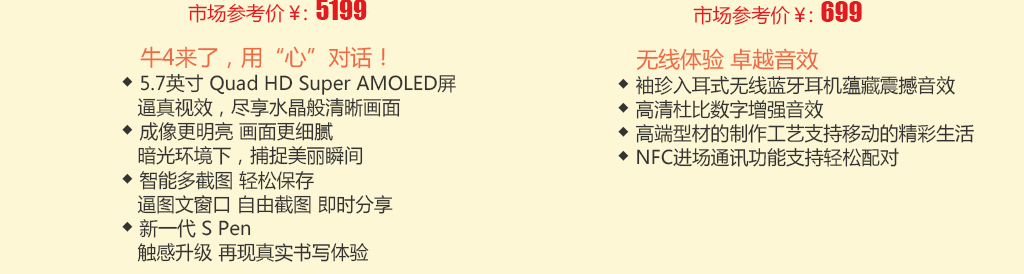 市场参考价¥：5199
牛4来了，用“心”对话！
◆ 5.7英寸 Quad HD Super AMOLED屏
逼真视效，尽享水晶般清晰画面
◆ 成像更明亮 画面更细腻
暗光环境下，捕捉美丽瞬间
◆ 智能多截图 轻松保存
逼图文窗口 自由截图 即时分享
◆ 新一代 S Pen
触感升级 再现真实书写体验
市场参考价¥：699
无线体验 卓越音效
◆ 袖珍入耳式无线蓝牙耳机蕴藏震撼音效
◆ 高清杜比数字增强音效
◆ 高端型材的制作工艺支持移动的精彩生活
◆ NFC进场通讯功能支持轻松配对